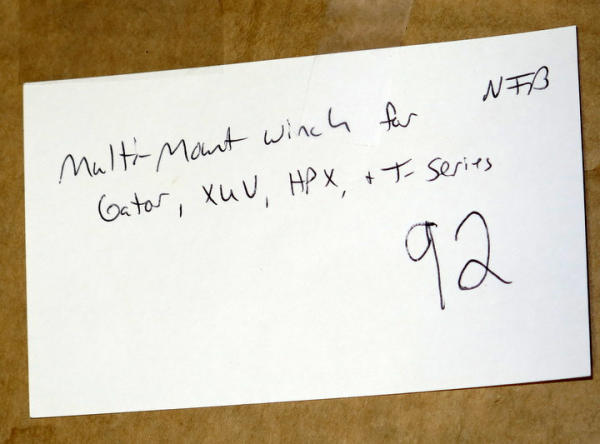 NFB
Multi-Mount winch for
Gator, XUV, HPX, + T-Series
92